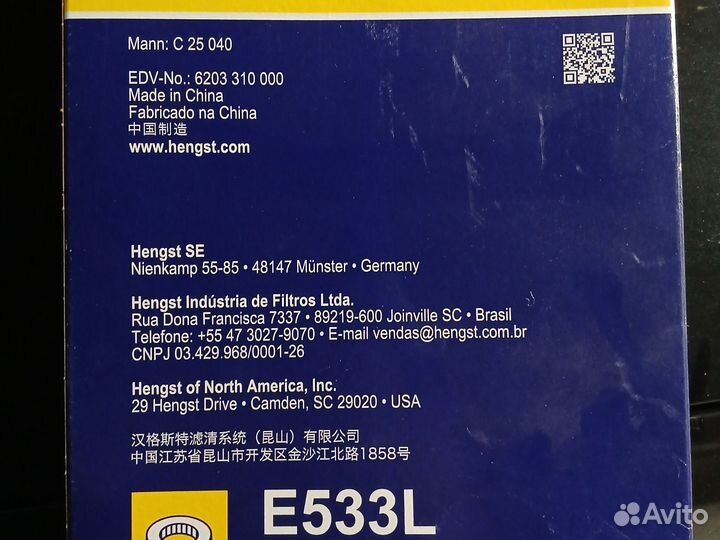 Mann: C 25 040
EDV-No.: 6203 310 000
Made in China
Fabricado na China
中国制造
www.hengst.com
Hengst SE
Nienkamp 55-85 • 48147 Münster • Germany
Hengst Indústria de Filtros Ltda.
Rua Dona Francisca 7337 • 89219-600 Joinville SC • Brasil
Telefone: +55 47 3027-9070 • E-mail vendas@hengst.com.br
CNPJ 03.429.968/0001-26
Hengst of North America, Inc.
29 Hengst Drive • Camden, SC 29020 • USA
汉格斯特滤清系统（昆山）有限公司
中国江苏省昆山市开发区金沙江北路1858号
E533L
Avito